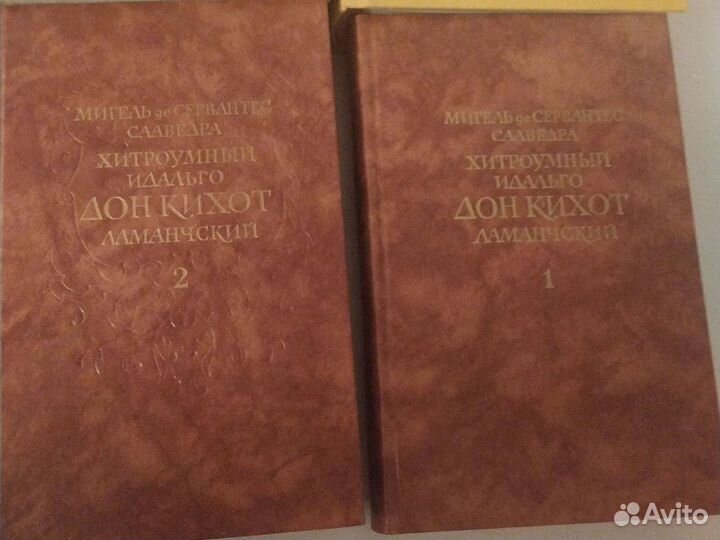 МИГЕЛЬ де СЕРВАНТЕС
СААВЕДРА
ХИТРОУМНЫЙ
ИДАЛЬГО
ДОН КИХОТ
ЛАМАНЧСКИЙ
2
МИГЕЛЬ де СЕРВАНТЕС
СААВЕДРА
ХИТРОУМНЫЙ
ИДАЛЬГО
ДОН КИХОТ
ЛАМАНЧСКИЙ
1
Avito